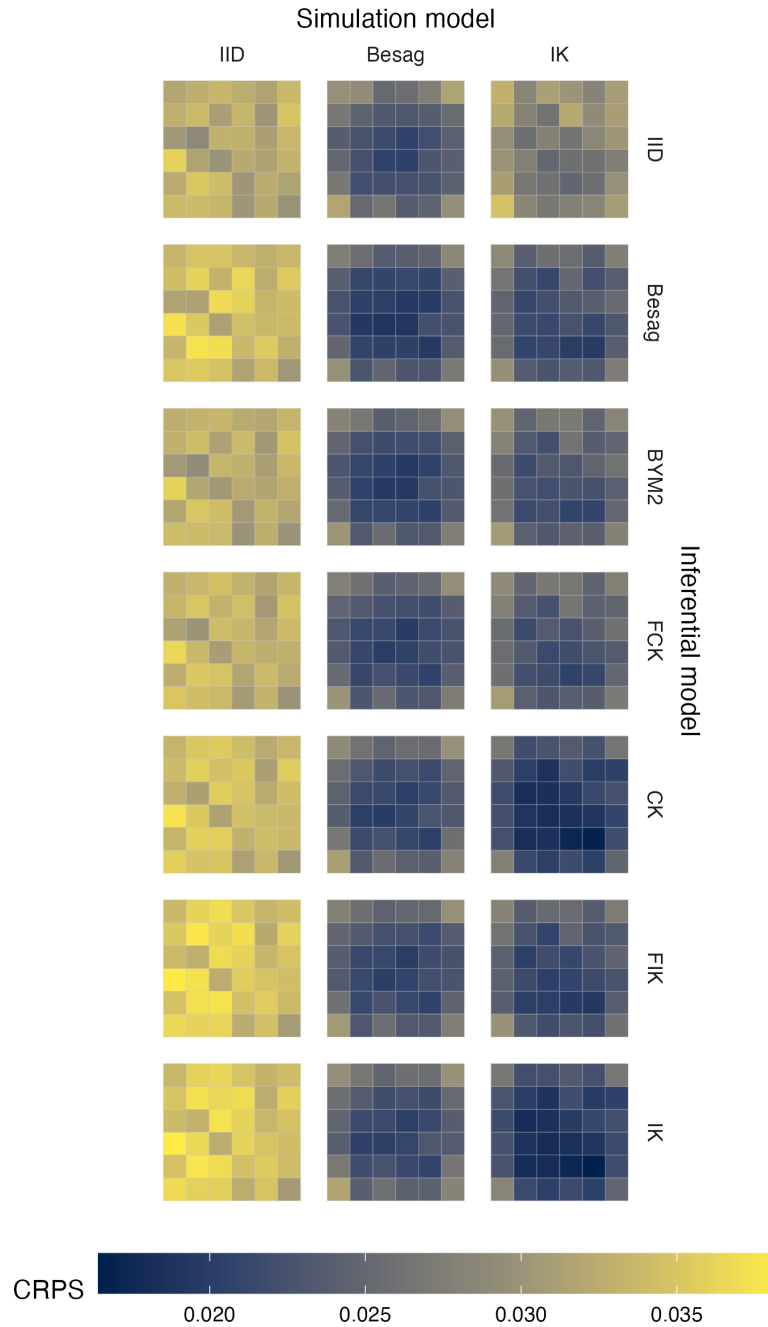 Simulation model
IID Besag IK
IID
Besag
BYM2
FCK
CK
FIK
IK
Inferential model
CRPS
0.020 0.025 0.030 0.035